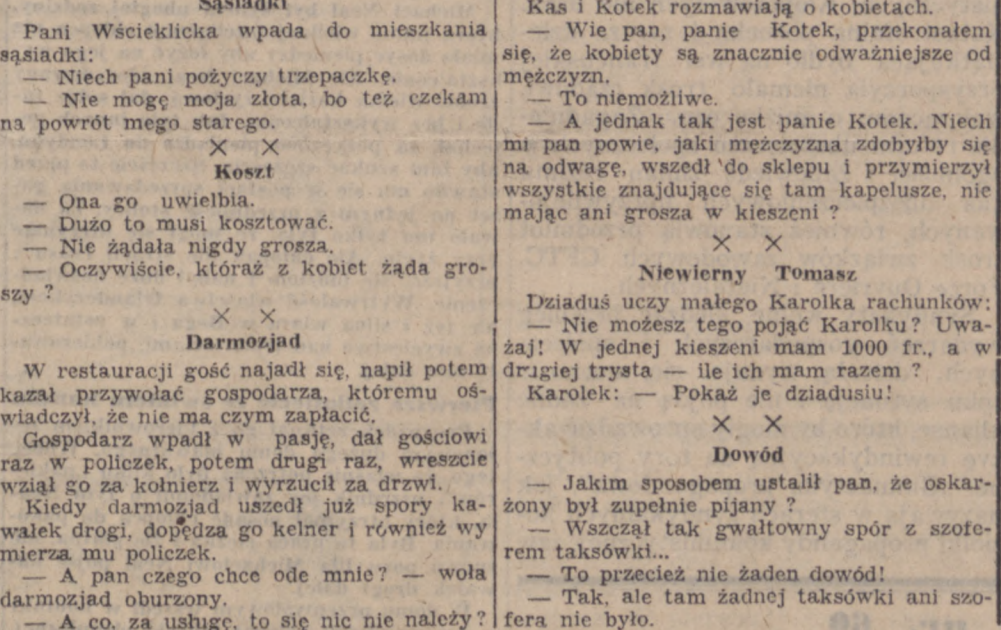 Sąsiadki
Pani Wścieklicka wpada do mieszkania
sąsiadki:
— Niech pani pożyczy trzepaczkę.
— Nie mogę moja złota, bo też czekam
na powrót mego starego.
× ×
Koszt
— Ona go uwielbia.
— Dużo to musi kosztować.
— Nie żądała nigdy grosza.
— Oczywiście, któraż z kobiet żąda gro-
szy ?
× ×
Darmozjad
W restauracji gość najadł się, napił potem
kazał przywołać gospodarza, któremu oś-
wiadczył, że nie ma czym zapłacić.
Gospodarz wpadł w pasję, dał gościowi
raz w policzek, potem drugi raz, wreszcie
wziął go za kołnierz i wyrzucił za drzwi.
Kiedy darmozjad uszedł już spory ka-
wałek drogi, dopędza go kelner i również wy
mierza mu policzek.
— A pan czego chce ode mnie? — woła
darmozjad oburzony.
— A co, za usługę, to się nic nie należy?
Kas i Kotek rozmawiają o kobietach.
— Wie pan, panie Kotek, przekonałem
się, że kobiety są znacznie odważniejsze od
mężczyzn.
— To niemożliwe.
— A jednak tak jest panie Kotek. Niech
mi pan powie, jaki mężczyzna zdobyłby się
na odwagę, wszedł do sklepu i przymierzył
wszystkie znajdujące się tam kapelusze, nie
mając ani grosza w kieszeni ?
× ×
Niewierny Tomasz
Dziaduś uczy małego Karolka rachunków:
— Nie możesz tego pojąć Karolku? Uwa-
żaj! W jednej kieszeni mam 1000 fr., a w
drugiej trysta — ile ich mam razem ?
Karolek: — Pokaż je dziadusiu!
× ×
Dowód
— Jakim sposobem ustalił pan, że oskar-
żony był zupełnie pijany ?
— Wszczął tak gwałtowny spór z szofe-
rem taksówki...
— To przecież nie żaden dowód!
— Tak, ale tam żadnej taksówki ani szo-
fera nie było.